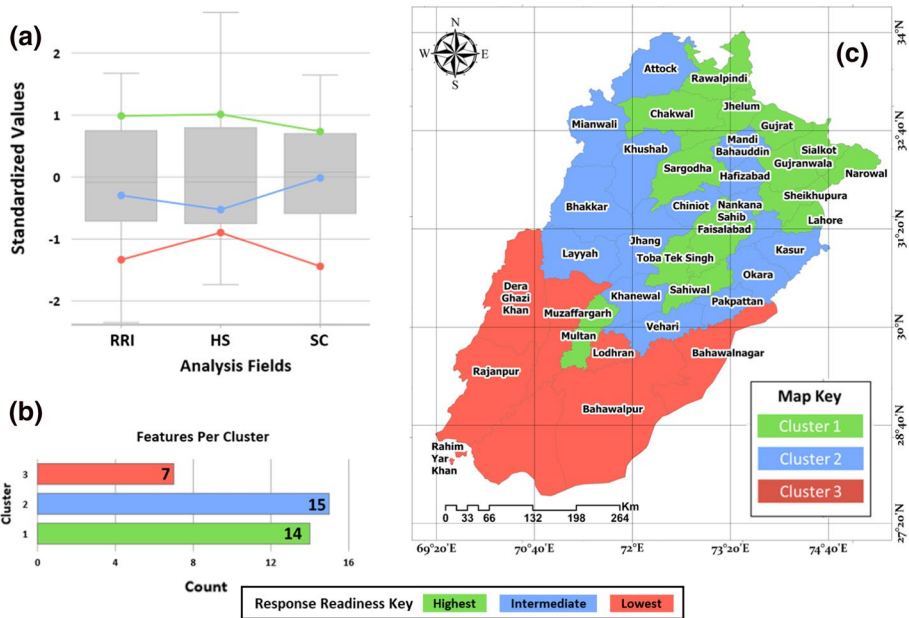 (a)
Standardized Values
2
1
0
-1
-2
RRI
HS
SC
Analysis Fields
(b)
Features Per Cluster
Cluster
3
2
1
7
15
14
0
4
8
12
16
Count
(c)
N
W
E
S
Attock
Rawalpindi
Chakwal
Jhelum
Gujrat
Mianwali
Mandi
Bahauddin
Khushab
Sialkot
Gujranwala
Narowal
Sargodha
Hafizabad
Sheikhupura
Bhakkar
Chiniot
Nankana
Sahib
Lahore
Faisalabad
Jhang
Kasur
Layyah
Toba Tek Singh
Okara
Dera
Ghazi
Khan
Khanewal
Sahiwal
Pakpattan
Muzaffargarh
Vehari
Multan
Lodhran
Bahawalnagar
Rajanpur
Bahawalpur
Rahim
Yar
Khan
Map Key
Cluster 1
Cluster 2
Cluster 3
Km
0 33 66 132 198 264
34°N
32°40'N
31°20'N
30°N
28°40'N
27°20'N
69°20'E
70°40'E
72°E
73°20'E
74°40'E
Response Readiness Key
Highest
Intermediate
Lowest